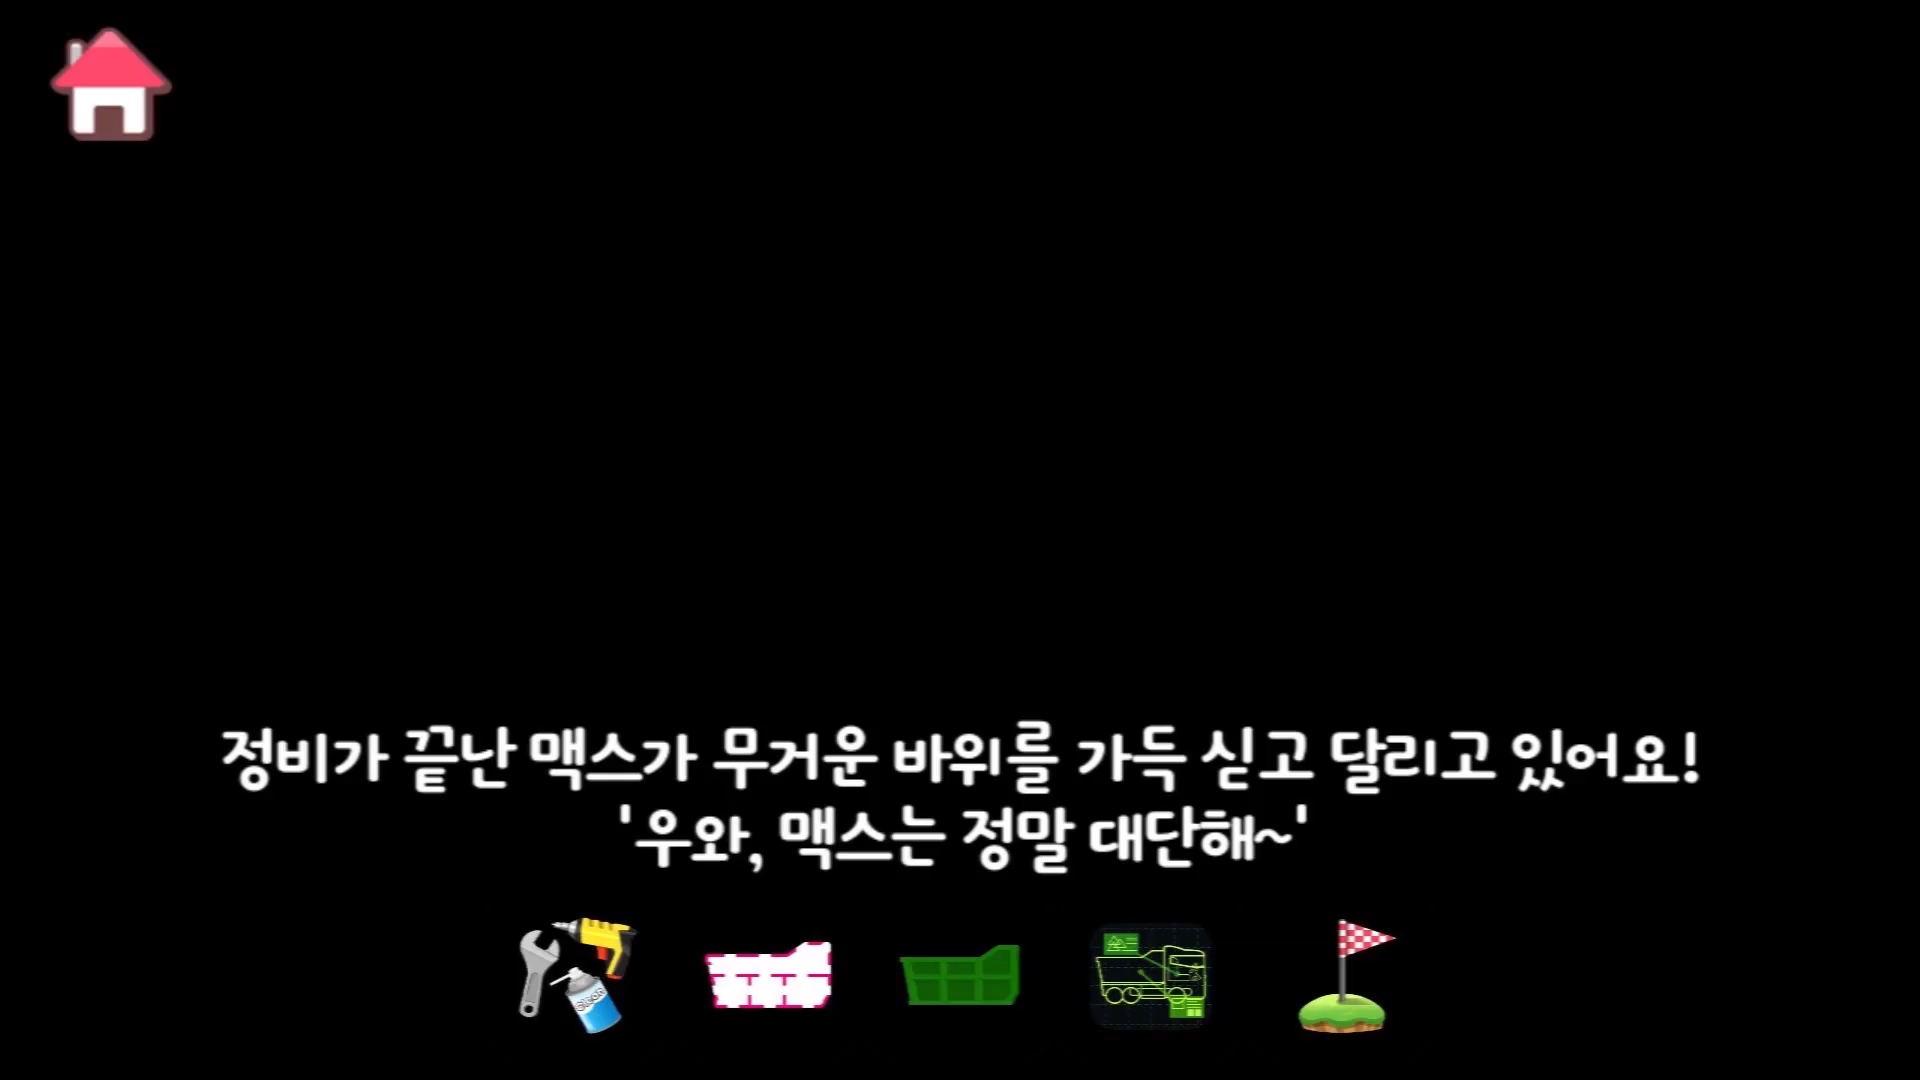 정비가 끝난 맥스가 무거운 바위를 가득 싣고 달리고 있어요!
'우와, 맥스는 정말 대단해~'